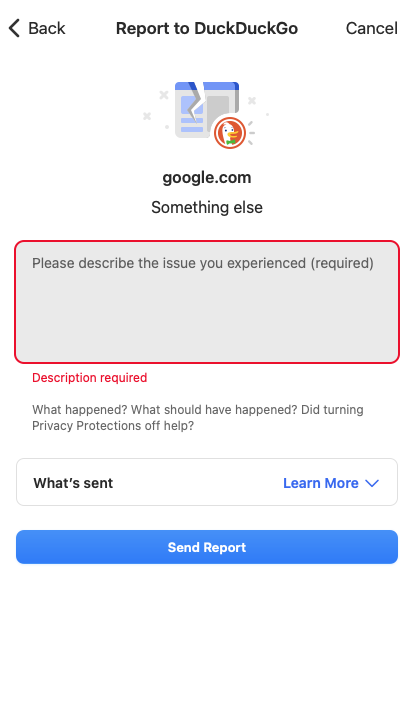 Back
Report to DuckDuckGo
Cancel
google.com
Something else
Please describe the issue you experienced (required)
Description required
What happened? What should have happened? Did turning
Privacy Protections off help?
What’s sent
Learn More
Send Report